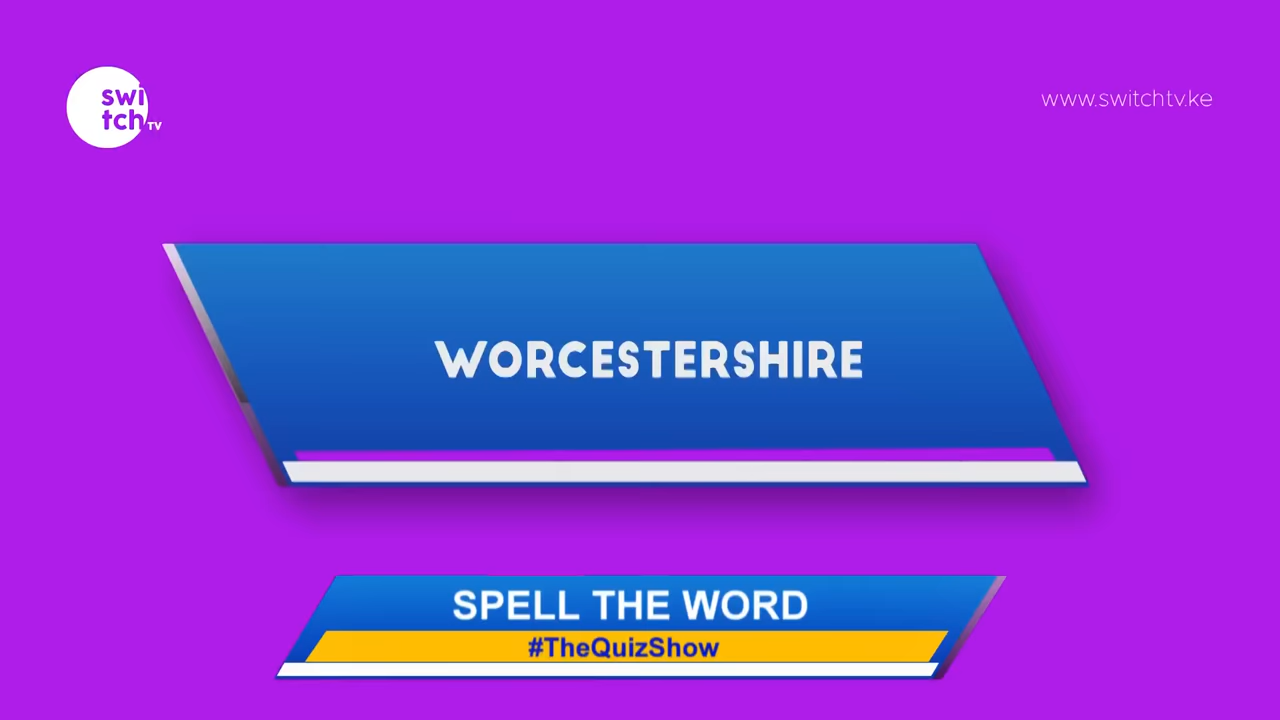 swi
tch TV
www.switchtv.ke
WORCESTERSHIRE
SPELL THE WORD
#TheQuizShow